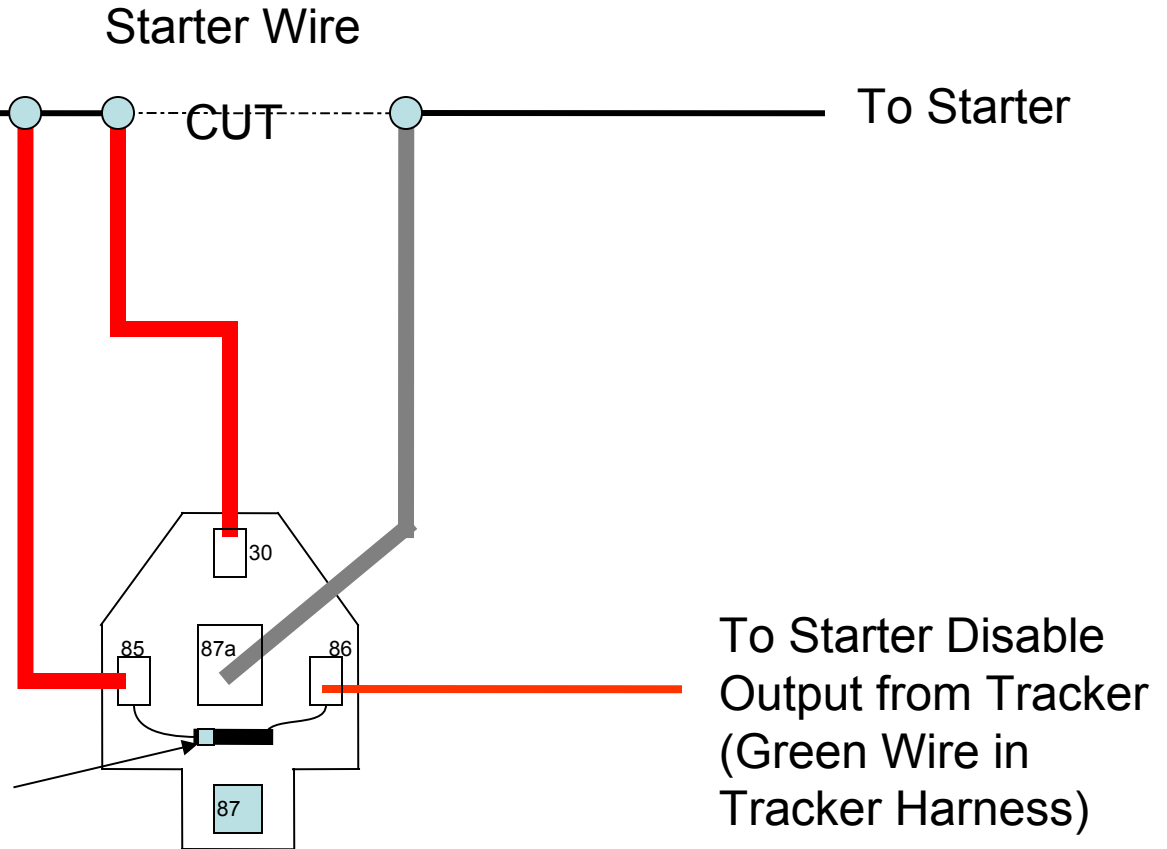 Starter Wire
CUT
To Starter
30
85
87a
86
To Starter Disable
Output from Tracker
(Green Wire in
Tracker Harness)
87